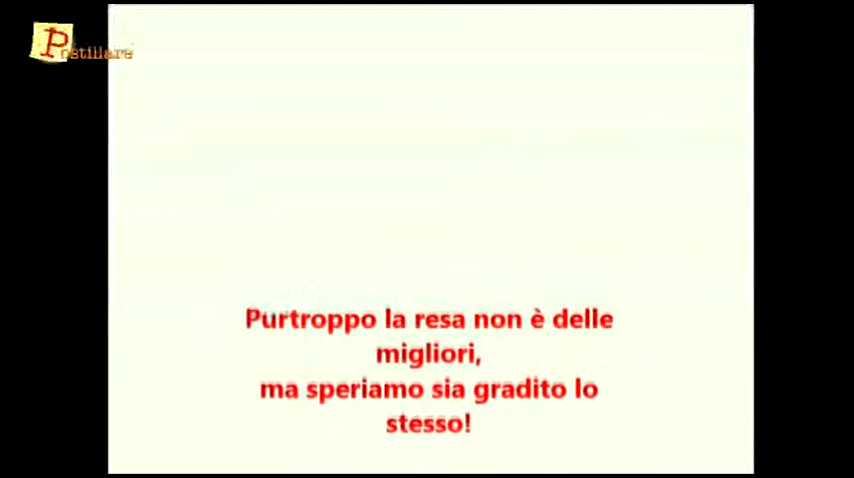 Postillare
Purtroppo la resa non è delle
migliori,
ma speriamo sia gradito lo
stesso!